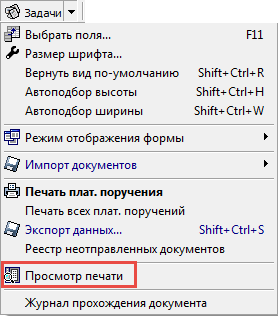 Задачи
Выбрать поля... F11
Размер шрифта...
Вернуть вид по-умолчанию Shift+Ctrl+R
Автоподбор высоты Shift+Ctrl+H
Автоподбор ширины Shift+Ctrl+W
Режим отображения формы
Импорт документов
Печать плат. поручения
Печать всех плат. поручений
Экспорт данных... Shift+Ctrl+S
Реестр неотправленных документов
Просмотр печати
Журнал прохождения документа